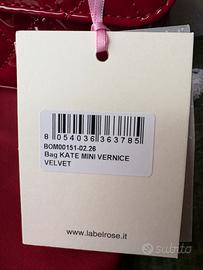 8 054036 363785
BOM00151-02.26
Bag KATE MINI VERNICE
VELVET
www.labelrose.it
subito